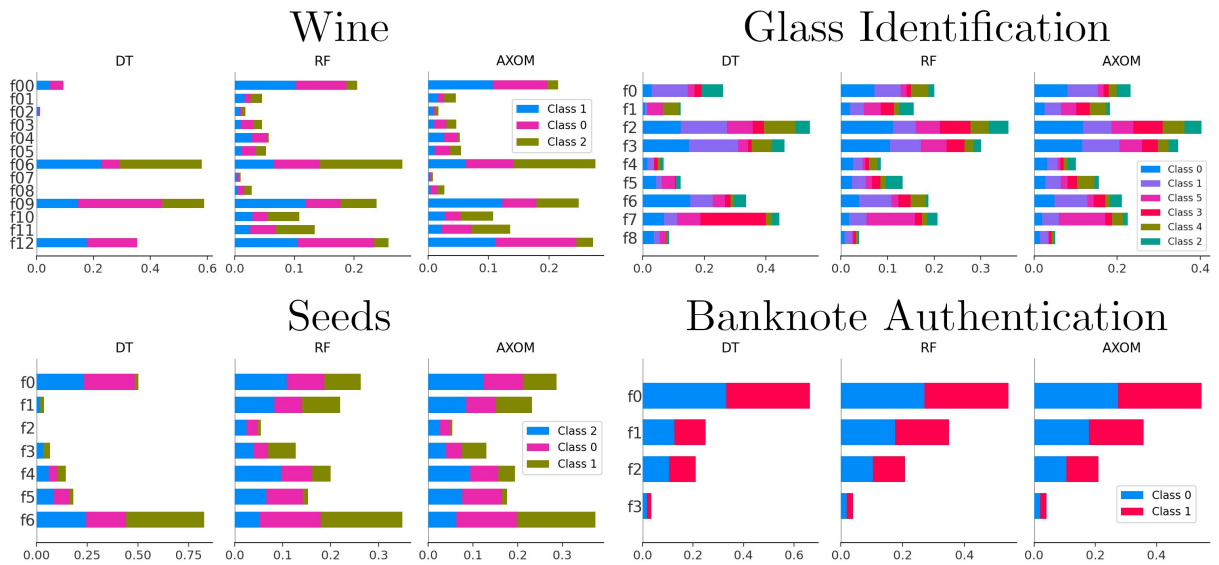 Wine
DT
RF
AXOM
f00
f01
f02
f03
f04
f05
f06
f07
f08
f09
f10
f11
f12
Class 1
Class 0
Class 2
0.0 0.2 0.4 0.6
0.0 0.1 0.2
0.0 0.1 0.2
Glass Identification
DT
RF
AXOM
f0
f1
f2
f3
f4
f5
f6
f7
f8
Class 0
Class 1
Class 5
Class 3
Class 4
Class 2
0.0 0.2 0.4
0.0 0.1 0.2 0.3
0.0 0.2 0.4
Seeds
DT
RF
AXOM
f0
f1
f2
f3
f4
f5
f6
Class 2
Class 0
Class 1
0.00 0.25 0.50 0.75
0.0 0.1 0.2 0.3
0.0 0.1 0.2 0.3
Banknote Authentication
DT
RF
AXOM
f0
f1
f2
f3
Class 0
Class 1
0.0 0.2 0.4 0.6
0.0 0.2 0.4
0.0 0.2 0.4